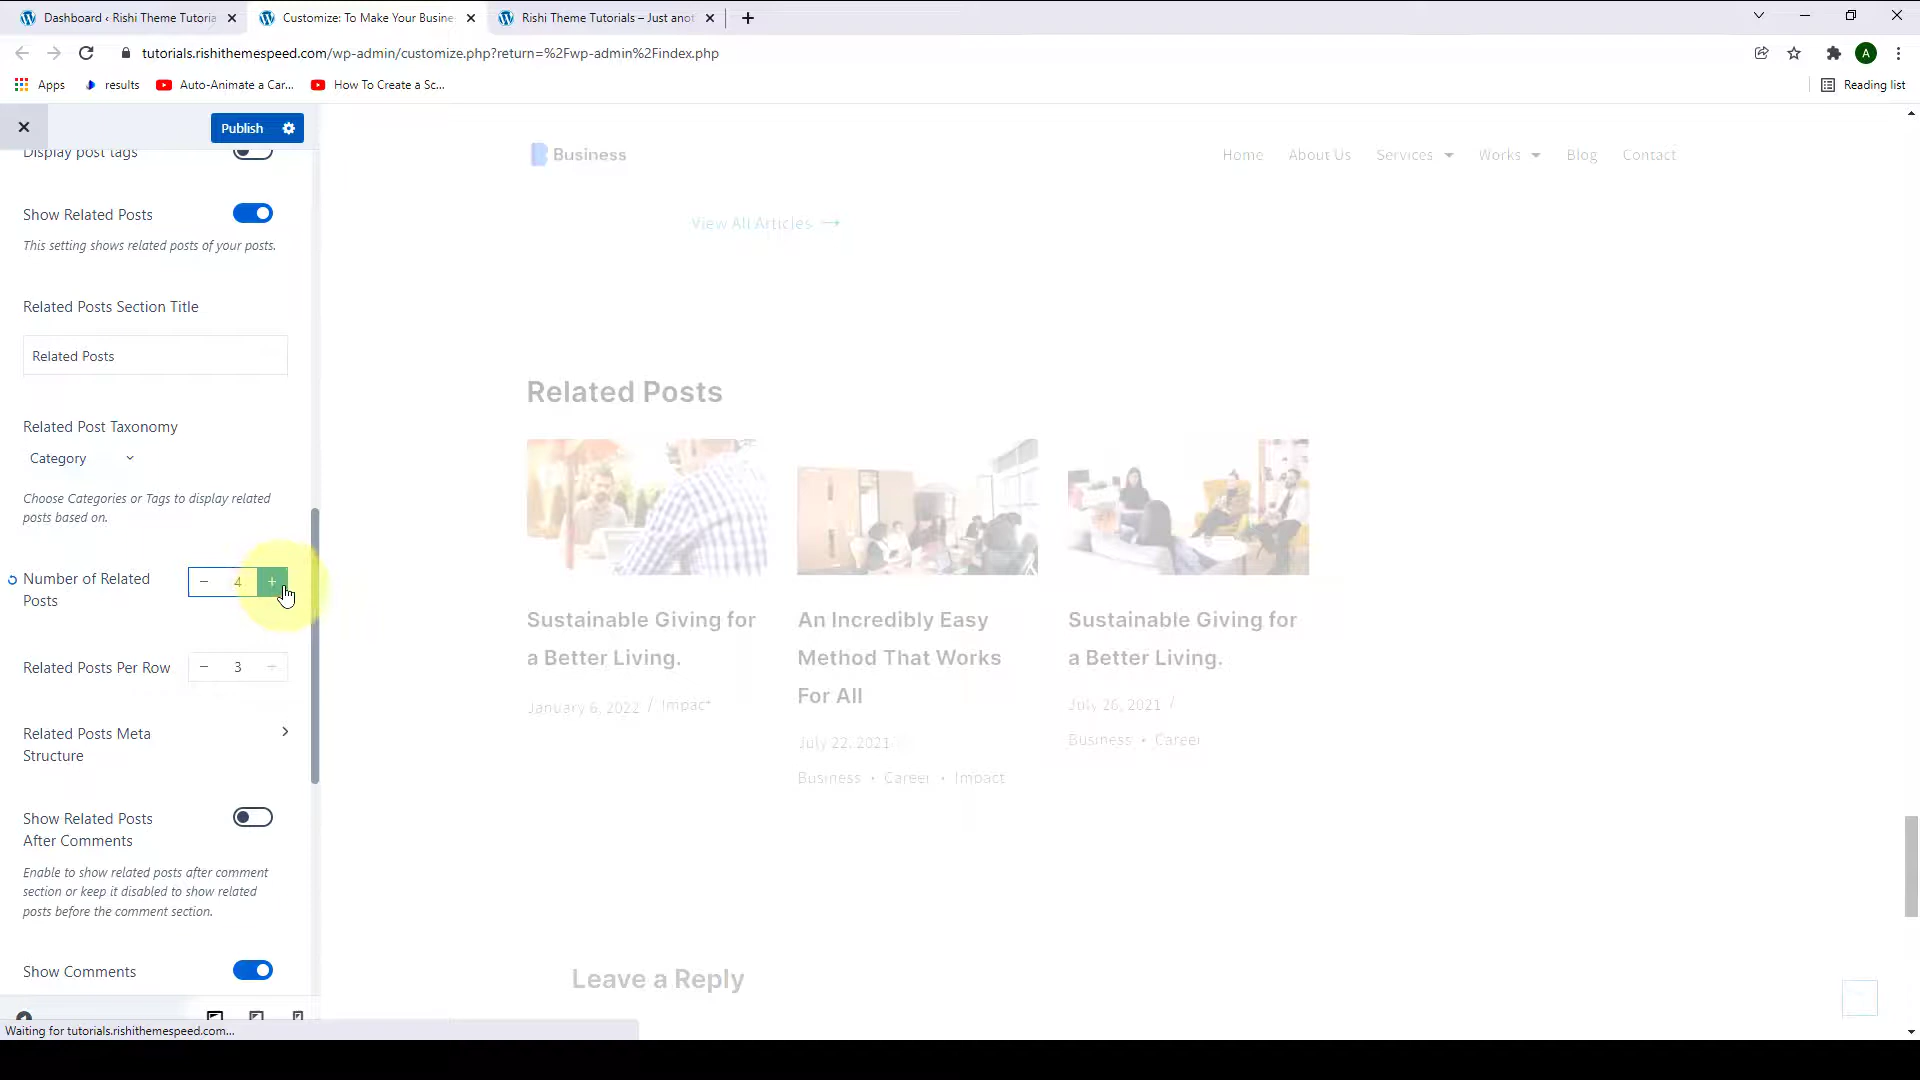 Dashboard ‹ Rishi Theme Tutoria
Customize: To Make Your Busine
Rishi Theme Tutorials – Just anot
tutorials.rishithemespeed.com/wp-admin/customize.php?return=%2Fwp-admin%2Findex.php
A
Apps
results
Auto-Animate a Car...
How To Create a Sc...
Reading list
Publish
Display post tags
Show Related Posts
This setting shows related posts of your posts.
Related Posts Section Title
Related Posts
Related Post Taxonomy
Category
Choose Categories or Tags to display related
posts based on.
Number of Related
Posts
− 4 +
Related Posts Per Row
− 3 +
Related Posts Meta
Structure
Show Related Posts
After Comments
Enable to show related posts after comment
section or keep it disabled to show related
posts before the comment section.
Show Comments
Waiting for tutorials.rishithemespeed.com...
Business
Home About Us Services Works Blog Contact
View All Articles →
Related Posts
Sustainable Giving for
a Better Living.
January 6, 2022 / Impact
An Incredibly Easy
Method That Works
For All
July 22, 2021
Business • Career • Impact
Sustainable Giving for
a Better Living.
July 26, 2021 /
Business • Career
Leave a Reply